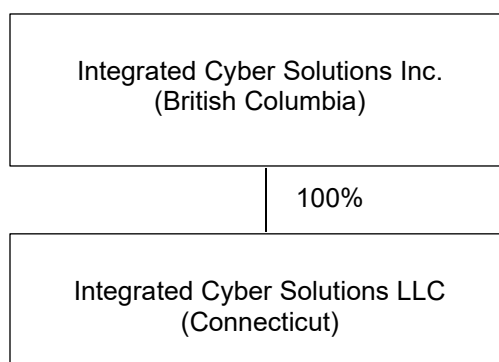 Integrated Cyber Solutions Inc.
(British Columbia)
100%
Integrated Cyber Solutions LLC
(Connecticut)